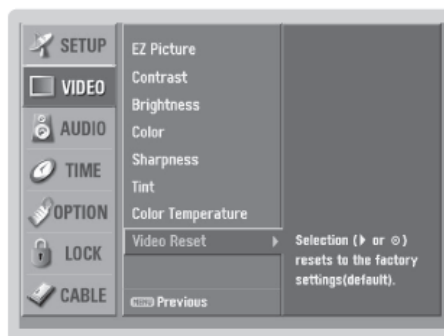 SETUP
VIDEO
AUDIO
TIME
OPTION
LOCK
CABLE
EZ Picture
Contrast
Brightness
Color
Sharpness
Tint
Color Temperature
Video Reset
MENU Previous
Selection (▶ or ⊙)
resets to the factory
settings(default).